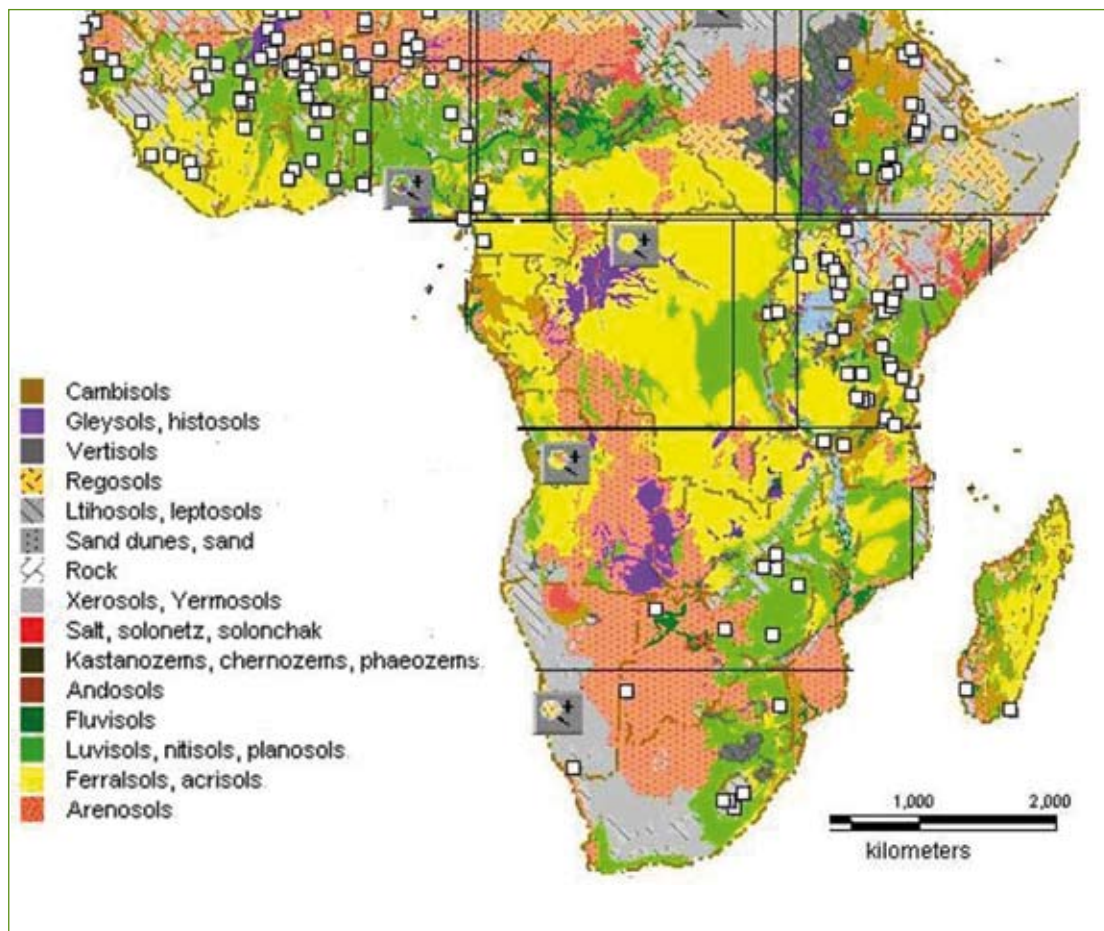 Cambisols
Gleysols, histosols
Vertisols
Regosols
Ltihosols, leptosols
Sand dunes, sand
Rock
Xerosols, Yermosols
Salt, solonetz, solonchak
Kastanozems, chernozems, phaeozems.
Andosols
Fluvisols
Luvisols, nitisols, planosols.
Ferralsols, acrisols.
Arenosols
1,000 2,000
kilometers